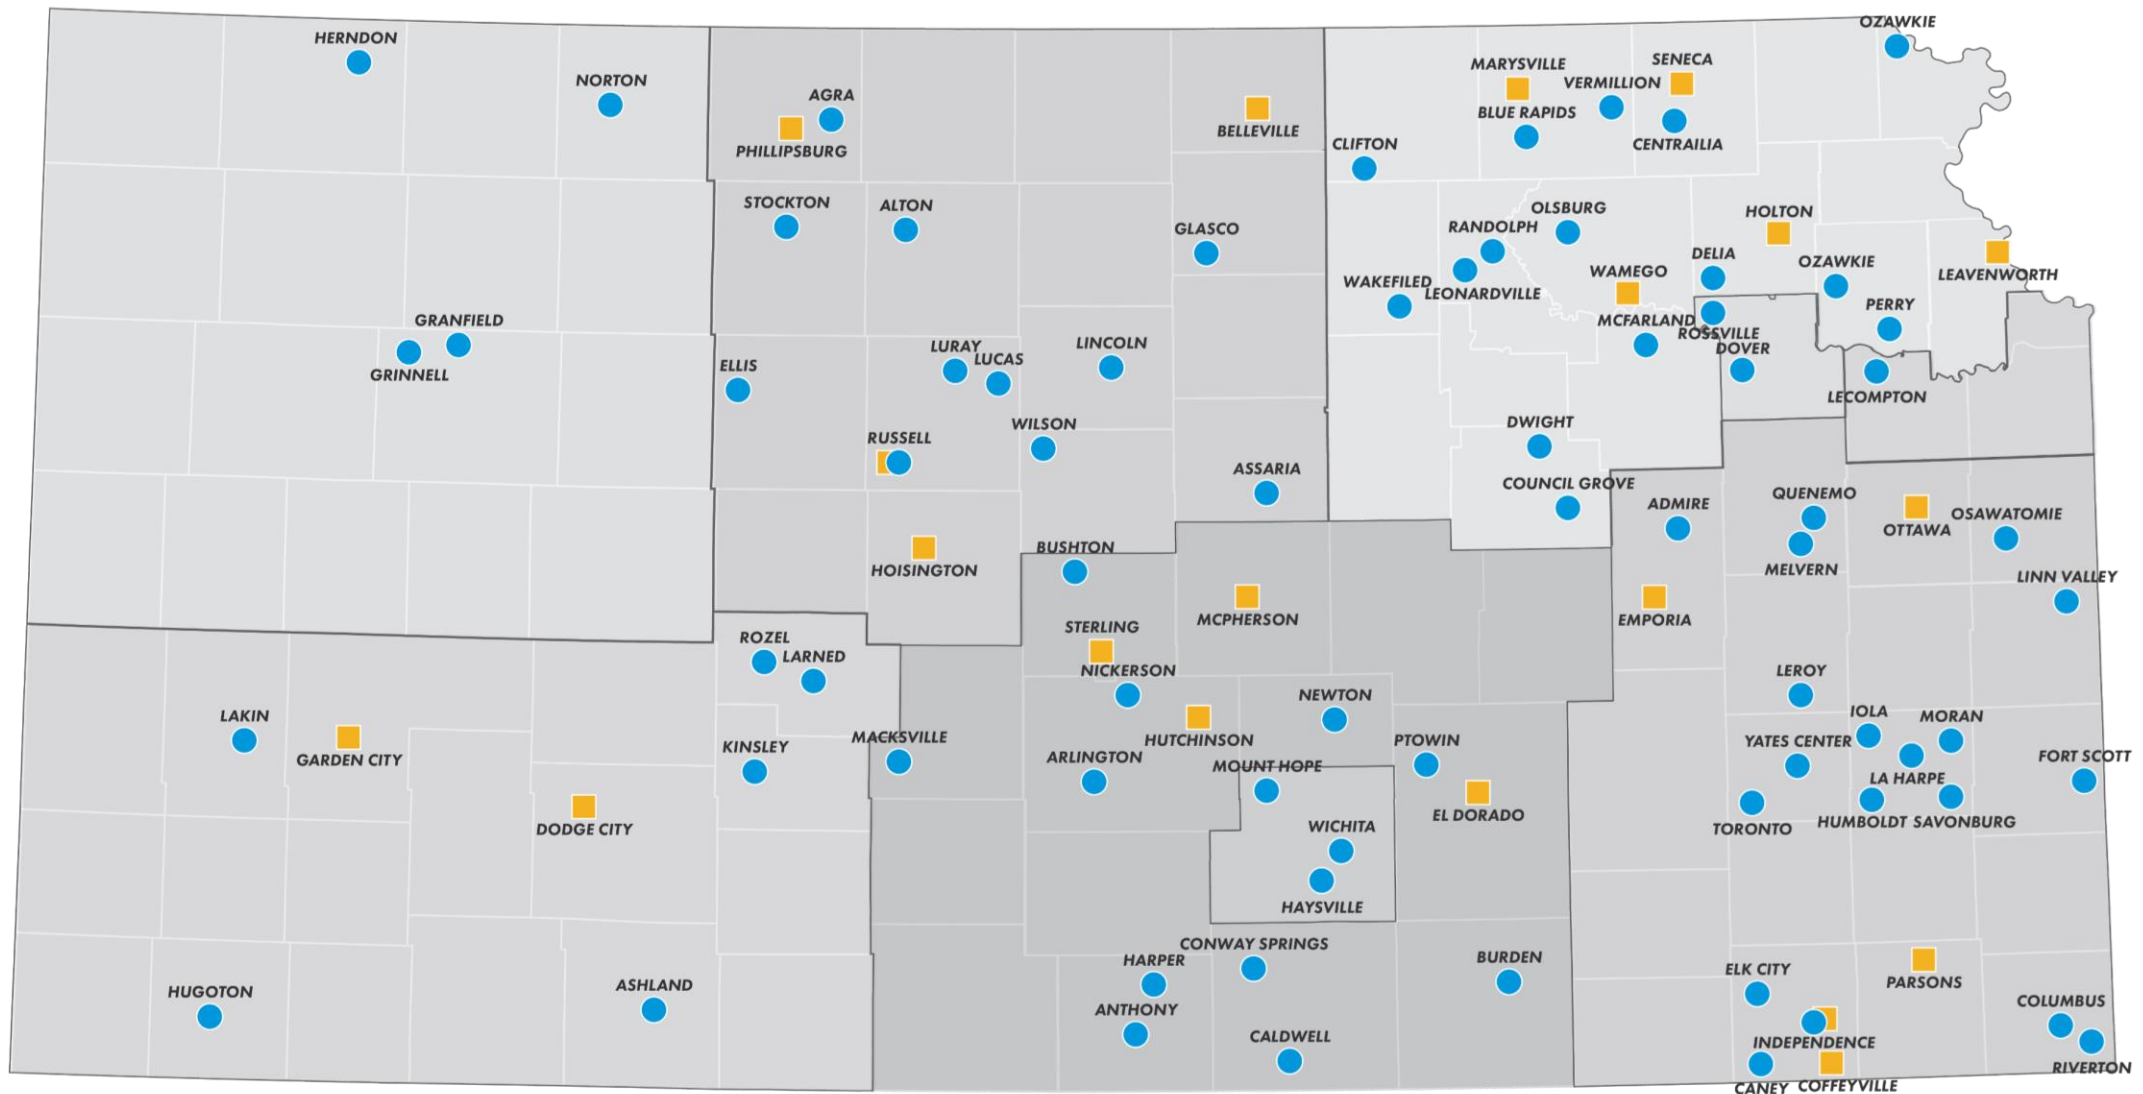 OZAWKIE
HERNDON
NORTON
AGRA
PHILLIPSBURG
BELLEVILLE
MARYSVILLE
VERMILLION
SENECA
BLUE RAPIDS
CENTRAILIA
CLIFTON
STOCKTON
ALTON
GLASCO
OLSBURG
RANDOLPH
HOLTON
DELIA
WAMEGO
OZAWKIE
LEAVENWORTH
WAKEFILED
LEONARDVILLE
PERRY
MCFARLAND
ROSSVILLE
DOVER
GRANFIELD
GRINNELL
ELLIS
LURAY
LUCAS
LINCOLN
LECOMPTON
RUSSELL
WILSON
DWIGHT
ASSARIA
COUNCIL GROVE
ADMIRE
QUENEMO
OTTAWA
OSAWATOMIE
HOISINGTON
BUSHTON
MELVERN
LINN VALLEY
MCPHERSON
EMPORIA
STERLING
ROZEL
LARNED
NICKERSON
LEROY
NEWTON
LAKIN
GARDEN CITY
KINSLEY
MACKSVILLE
HUTCHINSON
PTOWIN
IOLA
MORAN
YATES CENTER
FORT SCOTT
ARLINGTON
MOUNT HOPE
LA HARPE
DODGE CITY
EL DORADO
TORONTO
HUMBOLDT
SAVONBURG
WICHITA
HAYSVILLE
CONWAY SPRINGS
HARPER
BURDEN
ELK CITY
PARSONS
HUGOTON
ASHLAND
ANTHONY
COLUMBUS
CALDWELL
INDEPENDENCE
RIVERTON
CANEY
COFFEYVILLE